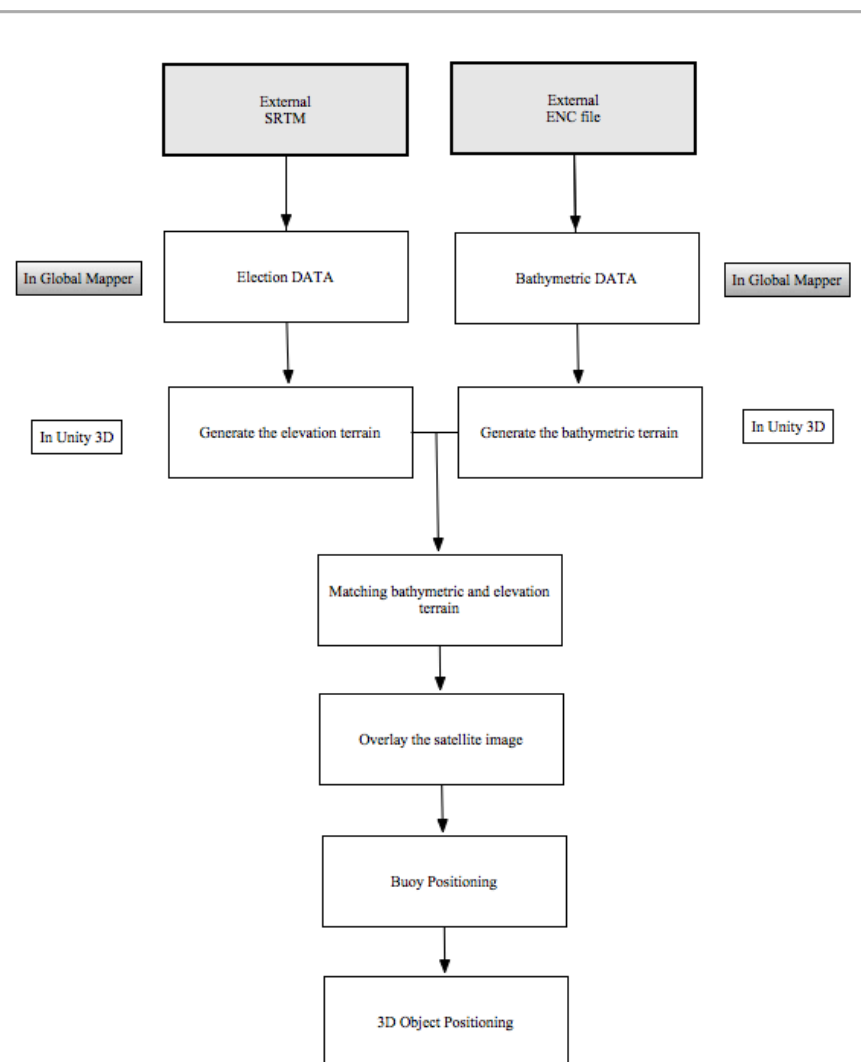 External
SRTM
External
ENC file
In Global Mapper
Election DATA
Bathymetric DATA
In Global Mapper
In Unity 3D
Generate the elevation terrain
Generate the bathymetric terrain
In Unity 3D
Matching bathymetric and elevation
terrain
Overlay the satellite image
Buoy Positioning
3D Object Positioning